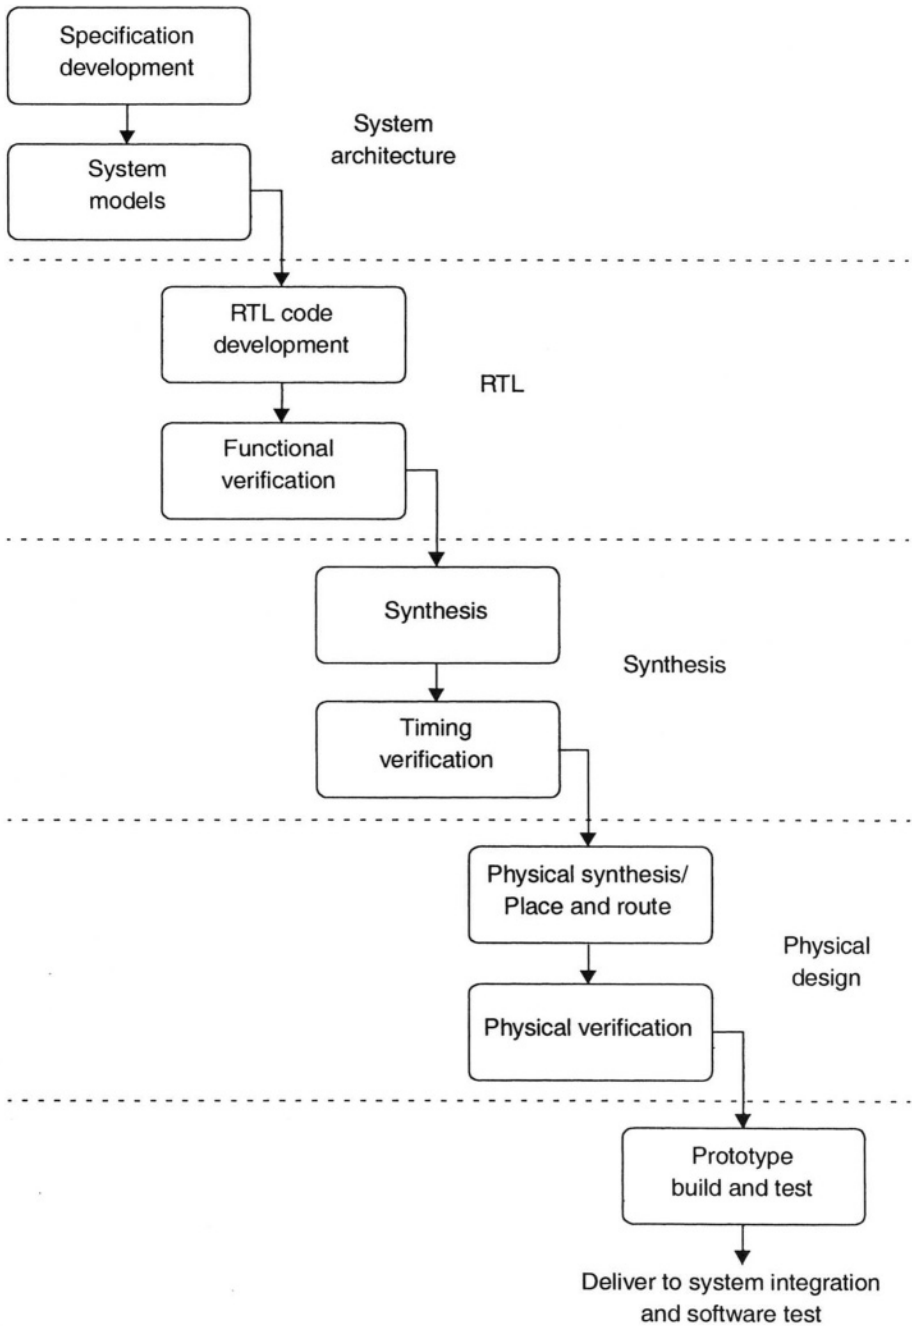 Specification
development
System
architecture
System
models
RTL code
development
RTL
Functional
verification
Synthesis
Synthesis
Timing
verification
Physical synthesis/
Place and route
Physical
design
Physical verification
Prototype
build and test
Deliver to system integration
and software test